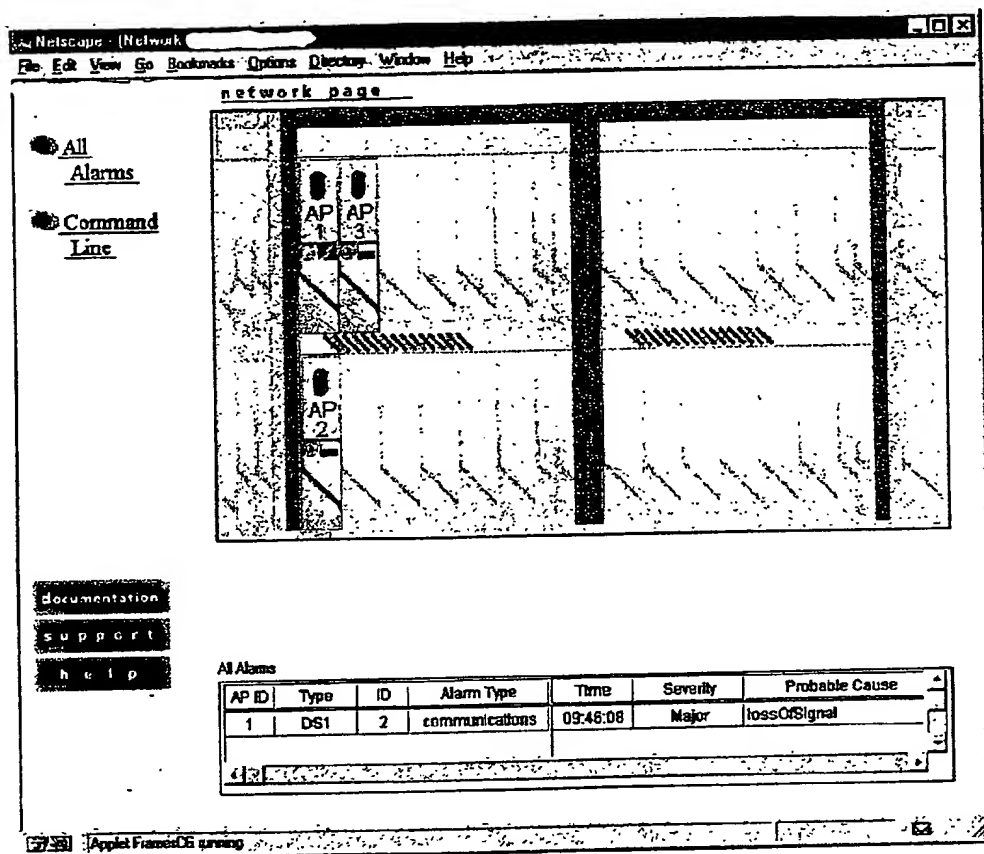 Netscape - [Network
File Edit View Go Bookmarks Options Directory Window Help
network page
All
Alarms
Command
Line
AP
1
AP
3
AP
2
documentation
support
help
All Alarms
AP ID Type ID Alarm Type Time Severity Probable Cause
1 DS1 2 communications 09:46:08 Major lossOfSignal
Applet running